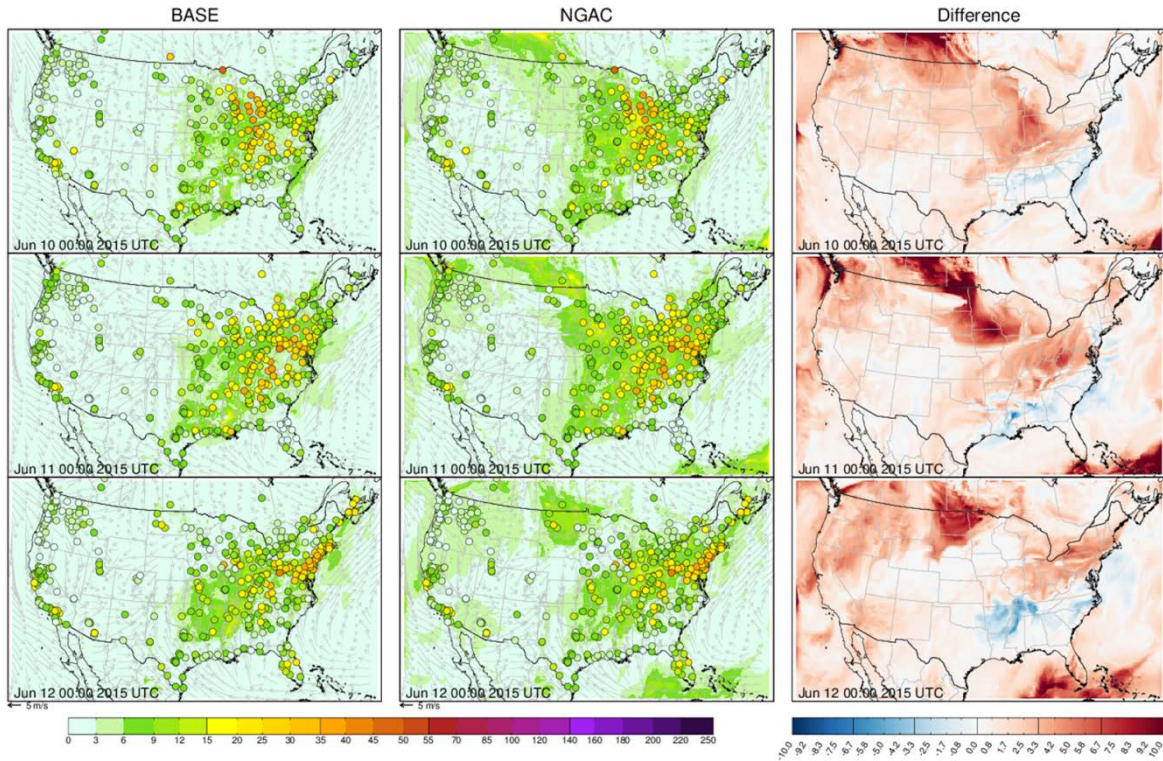 BASE NGAC Difference
Jun 10 00:00 2015 UTC Jun 10 00:00 2015 UTC Jun 10 00:00 2015 UTC
Jun 11 00:00 2015 UTC Jun 11 00:00 2015 UTC Jun 11 00:00 2015 UTC
Jun 12 00:00 2015 UTC Jun 12 00:00 2015 UTC Jun 12 00:00 2015 UTC
5 m/s 5 m/s
0 3 6 9 12 15 20 25 30 35 40 45 50 55 70 85 100 120 140 160 180 200 220 250
-10.0 -9.2 -8.3 -7.5 -6.7 -5.8 -5.0 -4.2 -3.3 -2.5 -1.7 -0.8 0.0 0.8 1.7 2.5 3.3 4.2 5.0 5.8 6.7 7.5 8.3 9.2 10.0